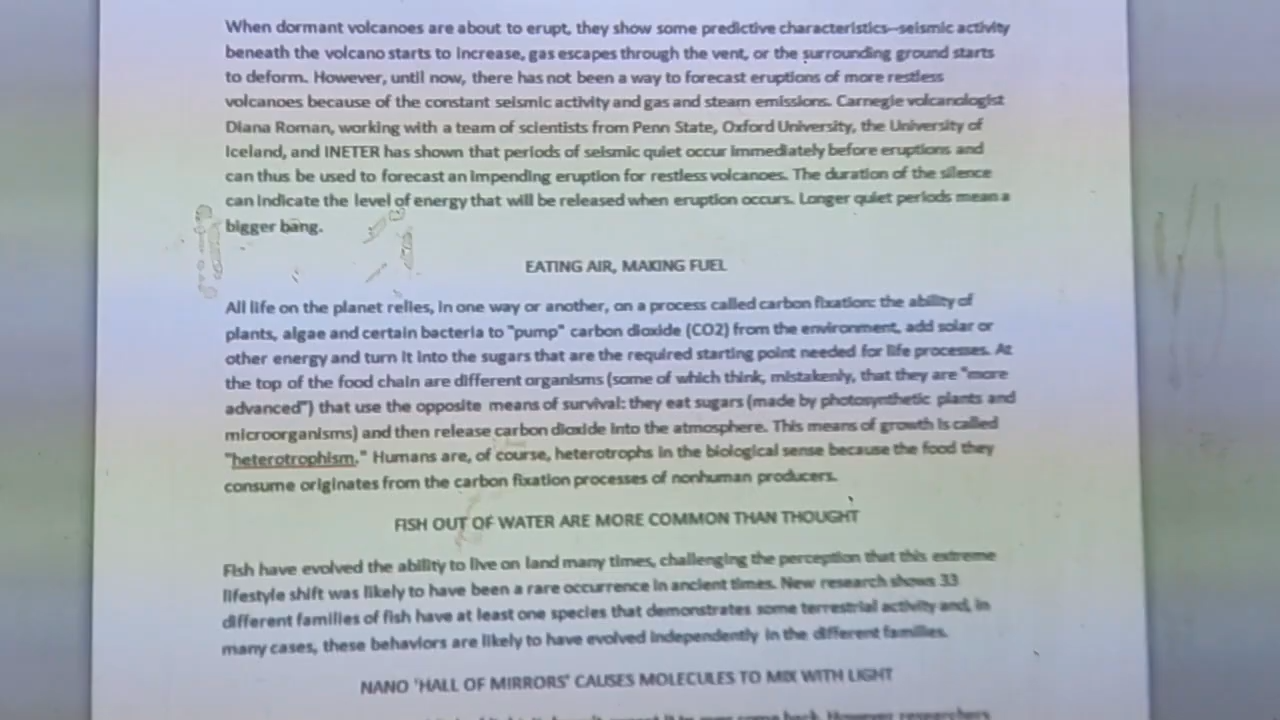 When dormant volcanoes are about to erupt, they show some predictive characteristics--seismic activity
beneath the volcano starts to increase, gas escapes through the vent, or the surrounding ground starts
to deform. However, until now, there has not been a way to forecast eruptions of more restless
volcanoes because of the constant seismic activity and gas and steam emissions. Carnegie volcanologist
Diana Roman, working with a team of scientists from Penn State, Oxford University, the University of
Iceland, and INETER has shown that periods of seismic quiet occur immediately before eruptions and
can thus be used to forecast an impending eruption for restless volcanoes. The duration of the silence
can indicate the level of energy that will be released when eruption occurs. Longer quiet periods mean a
bigger bang.
EATING AIR, MAKING FUEL
All life on the planet relies, in one way or another, on a process called carbon fixation: the ability of
plants, algae and certain bacteria to "pump" carbon dioxide (CO2) from the environment, add solar or
other energy and turn it into the sugars that are the required starting point needed for life processes. At
the top of the food chain are different organisms (some of which think, mistakenly, that they are "more
advanced") that use the opposite means of survival: they eat sugars (made by photosynthetic plants and
microorganisms) and then release carbon dioxide into the atmosphere. This means of growth is called
"heterotrophism." Humans are, of course, heterotrophs in the biological sense because the food they
consume originates from the carbon fixation processes of nonhuman producers.
FISH OUT OF WATER ARE MORE COMMON THAN THOUGHT
Fish have evolved the ability to live on land many times, challenging the perception that this extreme
lifestyle shift was likely to have been a rare occurrence in ancient times. New research shows 33
different families of fish have at least one species that demonstrates some terrestrial activity and, in
many cases, these behaviors are likely to have evolved independently in the different families.
NANO 'HALL OF MIRRORS' CAUSES MOLECULES TO MIX WITH LIGHT